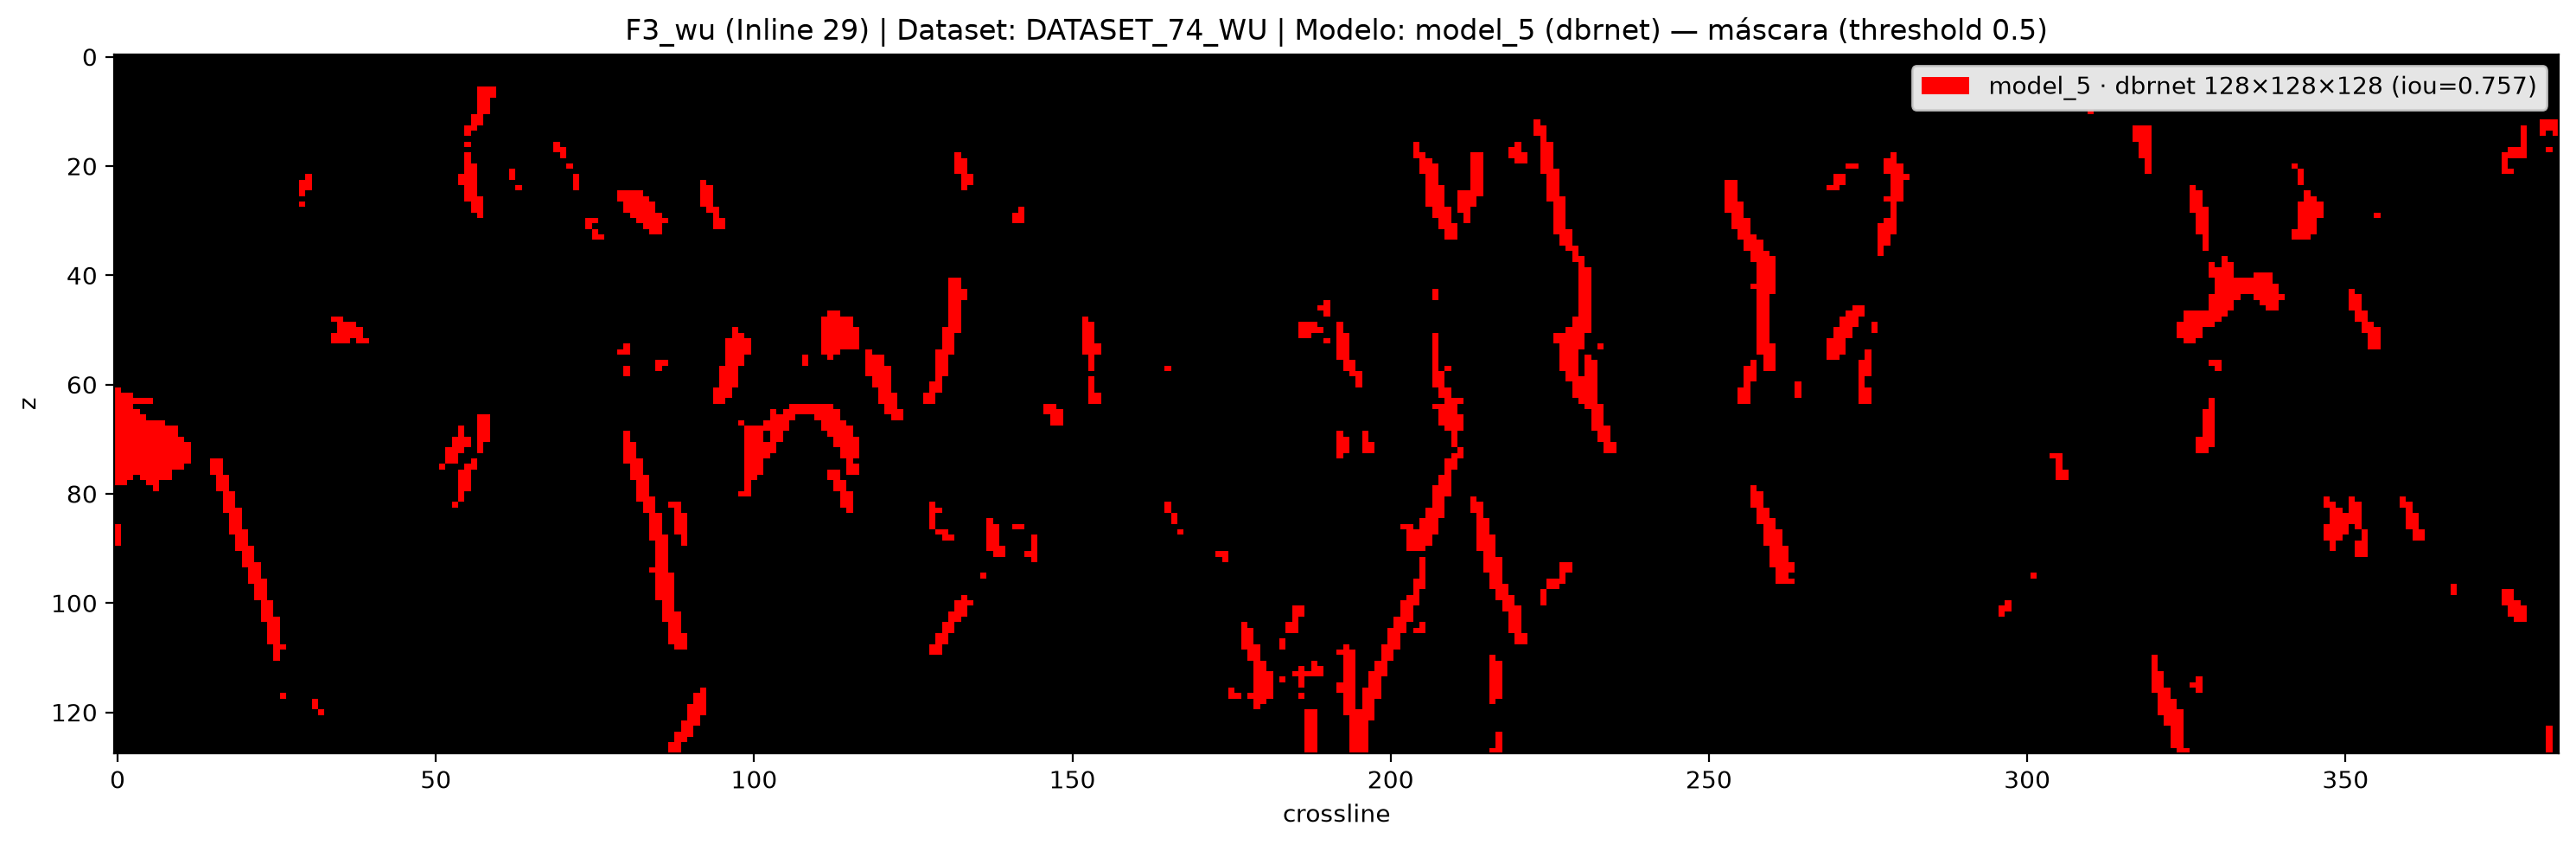 F3_wu (Inline 29) | Dataset: DATASET_74_WU | Modelo: model_5 (dbrnet) — máscara (threshold 0.5)
model_5 · dbrnet 128×128×128 (iou=0.757)
0
20
40
60
80
100
120
z
0 50 100 150 200 250 300 350
crossline